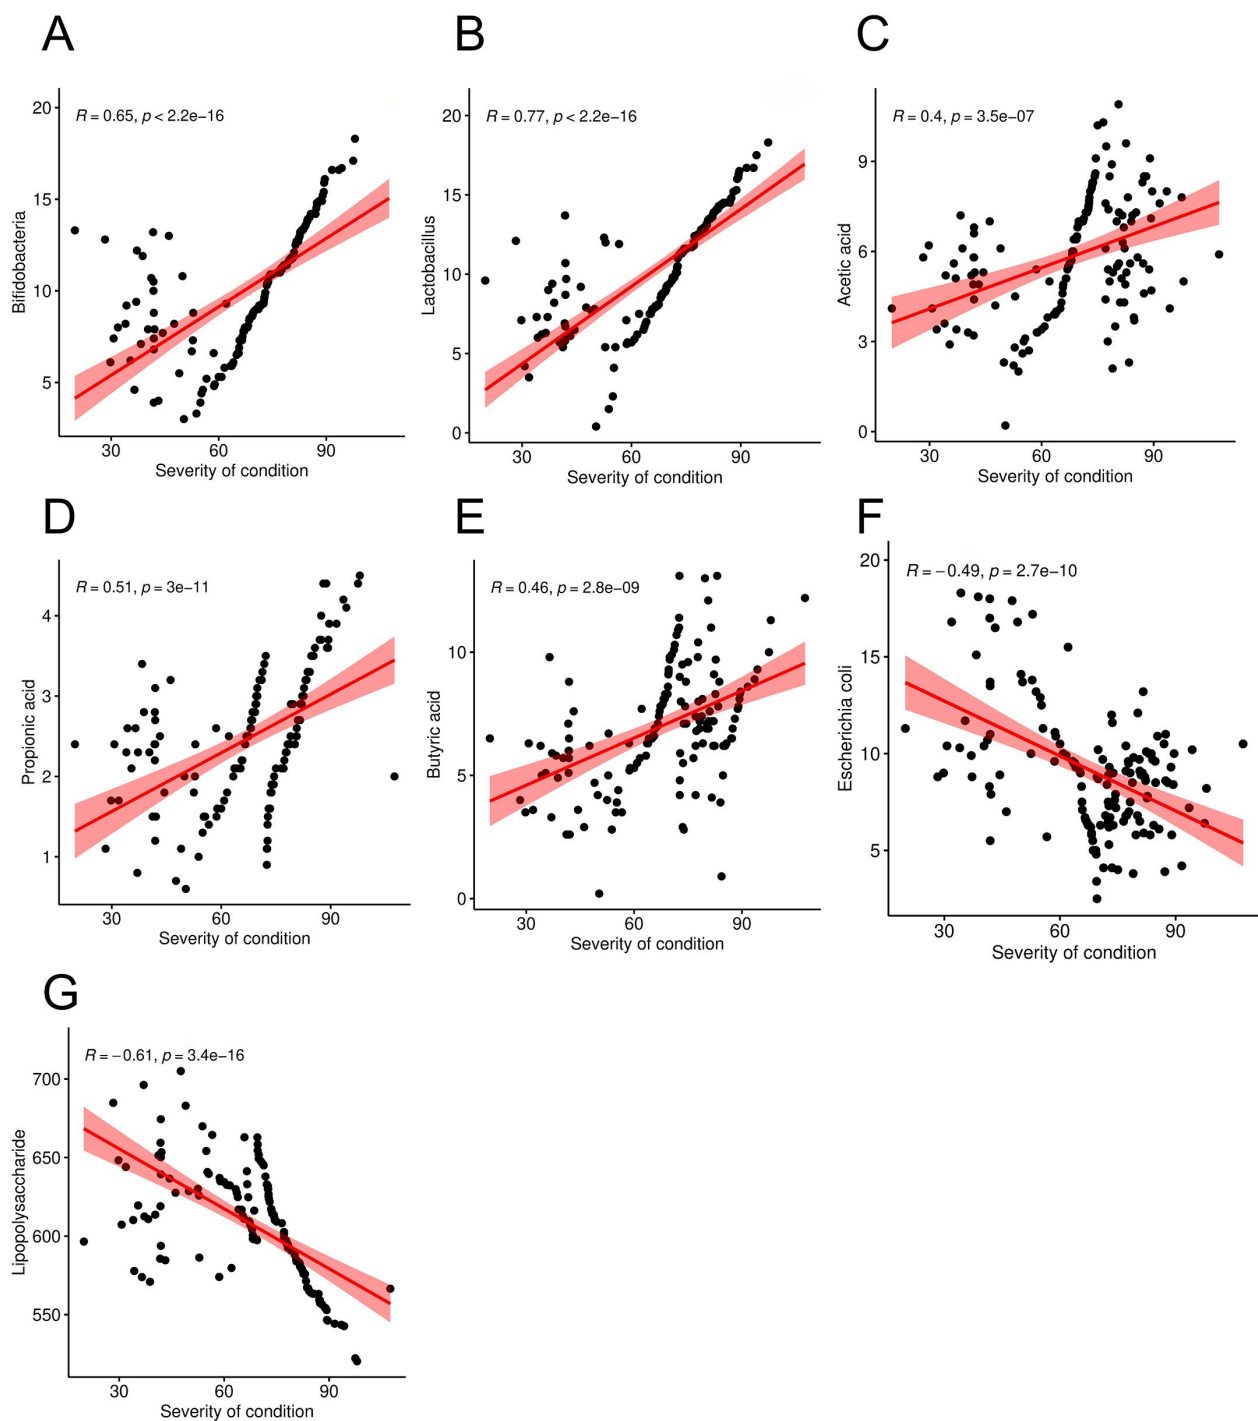 A
B
C
R = 0.65, p < 2.2e−16
Bifidobacteria
20
15
10
5
30 60 90
Severity of condition
R = 0.77, p < 2.2e−16
Lactobacillus
20
15
10
5
0
30 60 90
Severity of condition
R = 0.4, p = 3.5e−07
Acetic acid
9
6
3
0
30 60 90
Severity of condition
D
E
F
R = 0.51, p = 3e−11
Propionic acid
4
3
2
1
30 60 90
Severity of condition
R = 0.46, p = 2.8e−09
Butyric acid
10
5
0
30 60 90
Severity of condition
R = −0.49, p = 2.7e−10
Escherichia coli
20
15
10
5
30 60 90
Severity of condition
G
R = −0.61, p = 3.4e−16
Lipopolysaccharide
700
650
600
550
30 60 90
Severity of condition